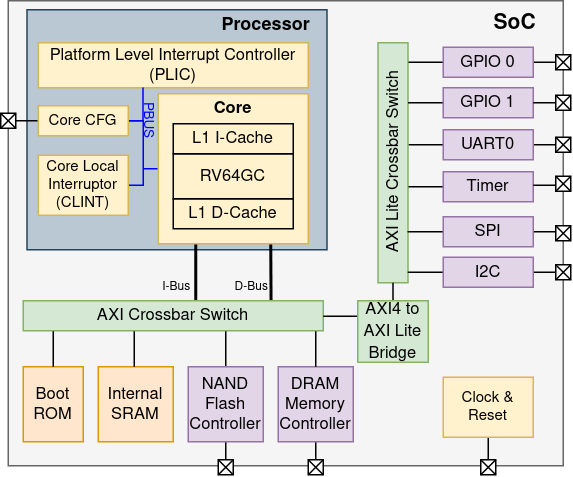 Processor
SoC
Platform Level Interrupt Controller
(PLIC)
PBUS
Core CFG
Core Local
Interruptor
(CLINT)
Core
L1 I-Cache
RV64GC
L1 D-Cache
AXI Lite Crossbar Switch
GPIO 0
GPIO 1
UART0
Timer
SPI
I2C
I-Bus
D-Bus
AXI Crossbar Switch
AXI4 to
AXI Lite
Bridge
Boot
ROM
Internal
SRAM
NAND
Flash
Controller
DRAM
Memory
Controller
Clock &
Reset